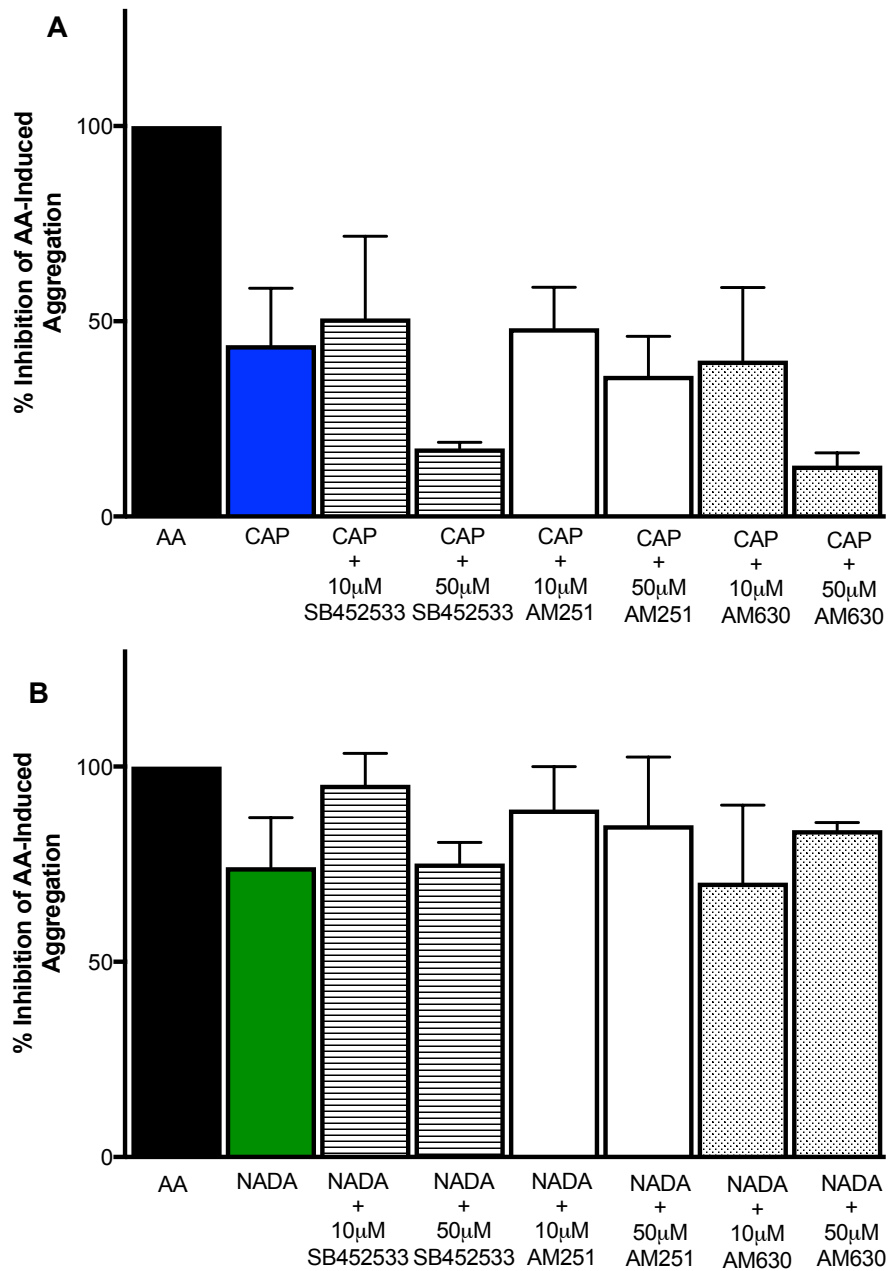 A
% Inhibition of AA-Induced
Aggregation
100
50
0
AA
CAP
CAP
+
10μM
SB452533
CAP
+
50μM
SB452533
CAP
+
10μM
AM251
CAP
+
50μM
AM251
CAP
+
10μM
AM630
CAP
+
50μM
AM630
B
% Inhibition of AA-Induced
Aggregation
100
50
0
AA
NADA
NADA
+
10μM
SB452533
NADA
+
50μM
SB452533
NADA
+
10μM
AM251
NADA
+
50μM
AM251
NADA
+
10μM
AM630
NADA
+
50μM
AM630